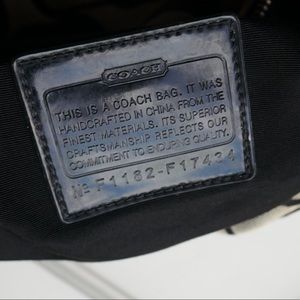 COACH
THIS IS A COACH BAG. IT WAS
HANDCRAFTED IN CHINA FROM THE
FINEST MATERIALS. ITS SUPERIOR
CRAFTSMANSHIP REFLECTS OUR
COMMITMENT TO ENDURING QUALITY.
Nº F1182-F17434